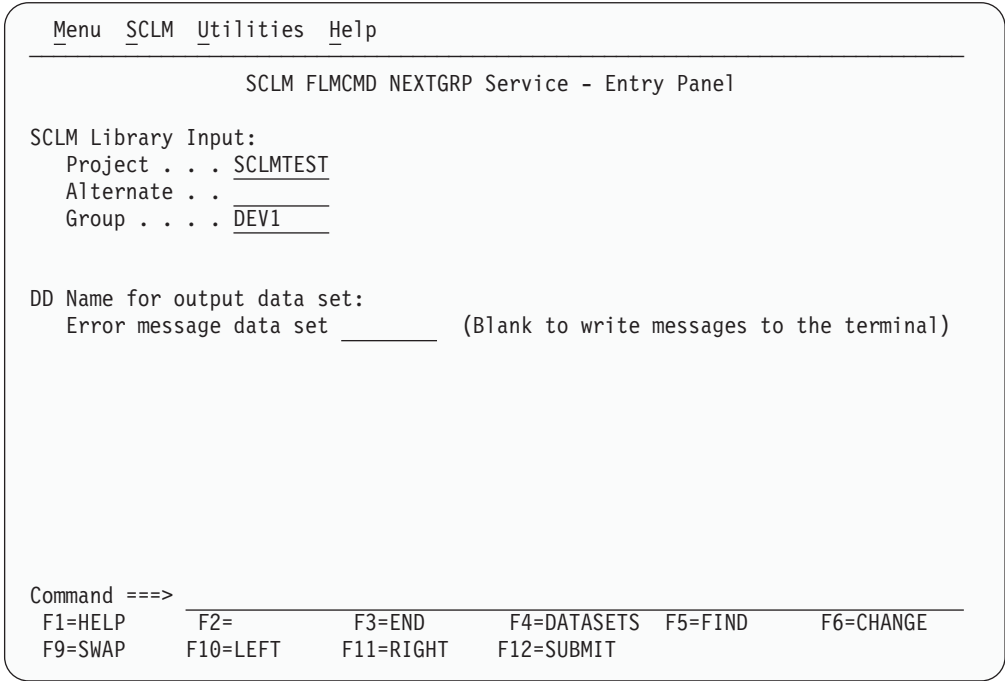 Menu SCLM Utilities Help
SCLM FLMCMD NEXTGRP Service - Entry Panel
SCLM Library Input:
Project . . . SCLMTEST
Alternate . .
Group . . . . DEV1
DD Name for output data set:
Error message data set ________ (Blank to write messages to the terminal)
Command ===>
F1=HELP F2= F3=END F4=DATASETS F5=FIND F6=CHANGE
F9=SWAP F10=LEFT F11=RIGHT F12=SUBMIT